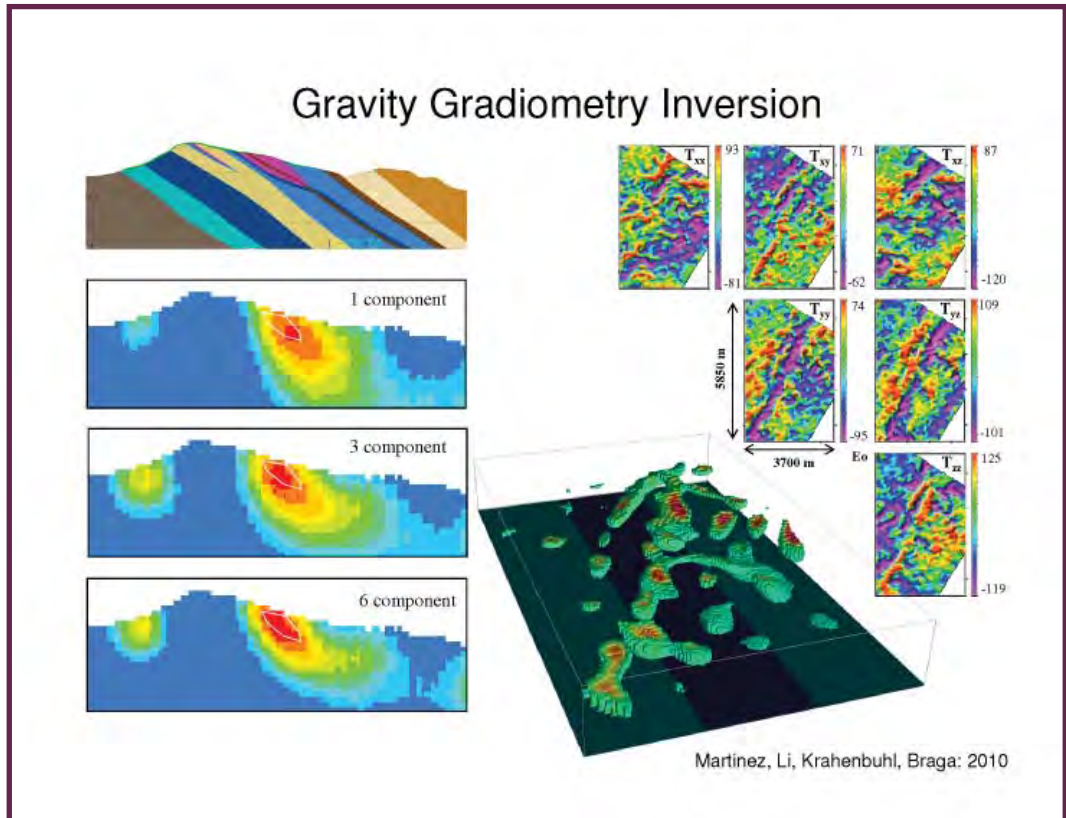 Gravity Gradiometry Inversion
1 component
3 component
6 component
Txx
93
-81
Txy
71
-62
Txz
87
-120
Tyy
74
-95
Tyz
109
-101
5850 m
3700 m
Eo
Tzz
125
-119
Martinez, Li, Krahenbuhl, Braga: 2010